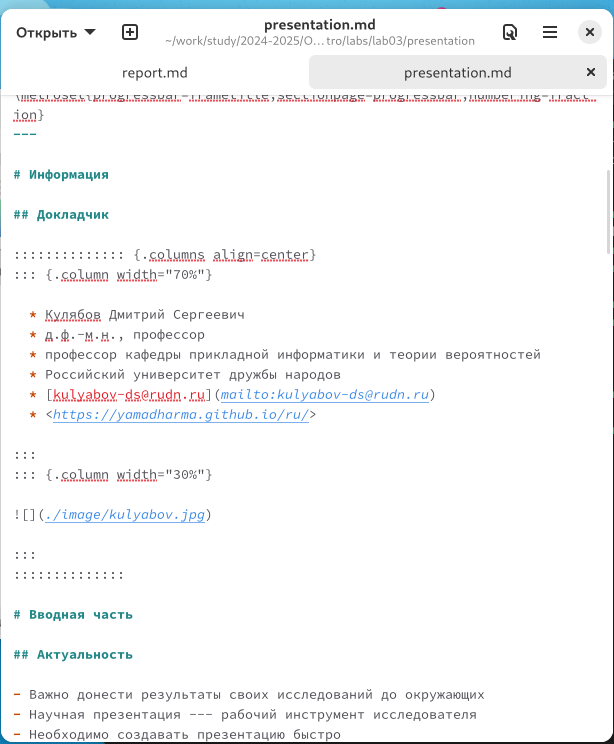 Открыть
presentation.md
~/work/study/2024-2025/O…tro/labs/lab03/presentation
report.md
presentation.md
ion}
---
# Информация
## Докладчик
:::::::::::::: {.columns align=center}
::: {.column width="70%"}
* Кулябов Дмитрий Сергеевич
* д.ф.-м.н., профессор
* профессор кафедры прикладной информатики и теории вероятностей
* Российский университет дружбы народов
* [kulyabov-ds@rudn.ru](mailto:kulyabov-ds@rudn.ru)
* <https://yamadharma.github.io/ru/>
:::
::: {.column width="30%"}
![](./image/kulyabov.jpg)
:::
::::::::::::::
# Вводная часть
## Актуальность
- Важно донести результаты своих исследований до окружающих
- Научная презентация --- рабочий инструмент исследователя
- Необходимо создавать презентацию быстро